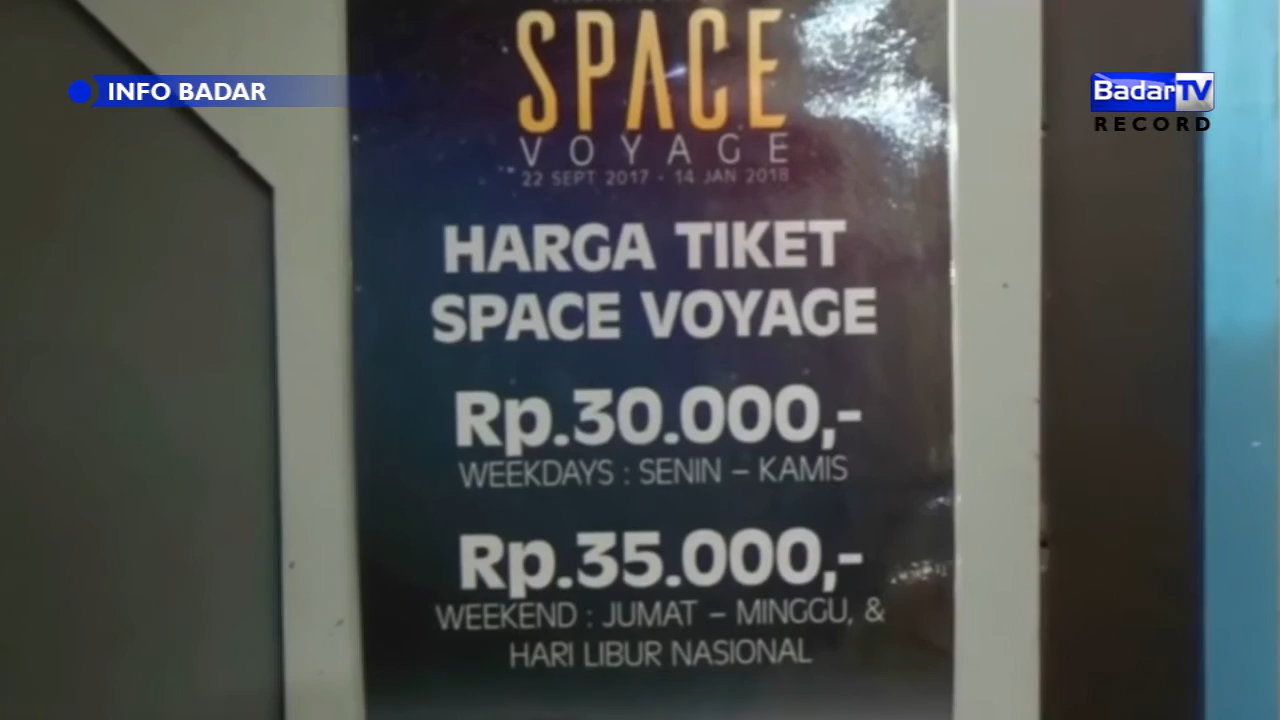 INFO BADAR
BadarTV
RECORD
SPACE
VOYAGE
22 SEPT 2017 - 14 JAN 2018
HARGA TIKET
SPACE VOYAGE
Rp.30.000,-
WEEKDAYS : SENIN – KAMIS
Rp.35.000,-
WEEKEND : JUMAT – MINGGU, &
HARI LIBUR NASIONAL